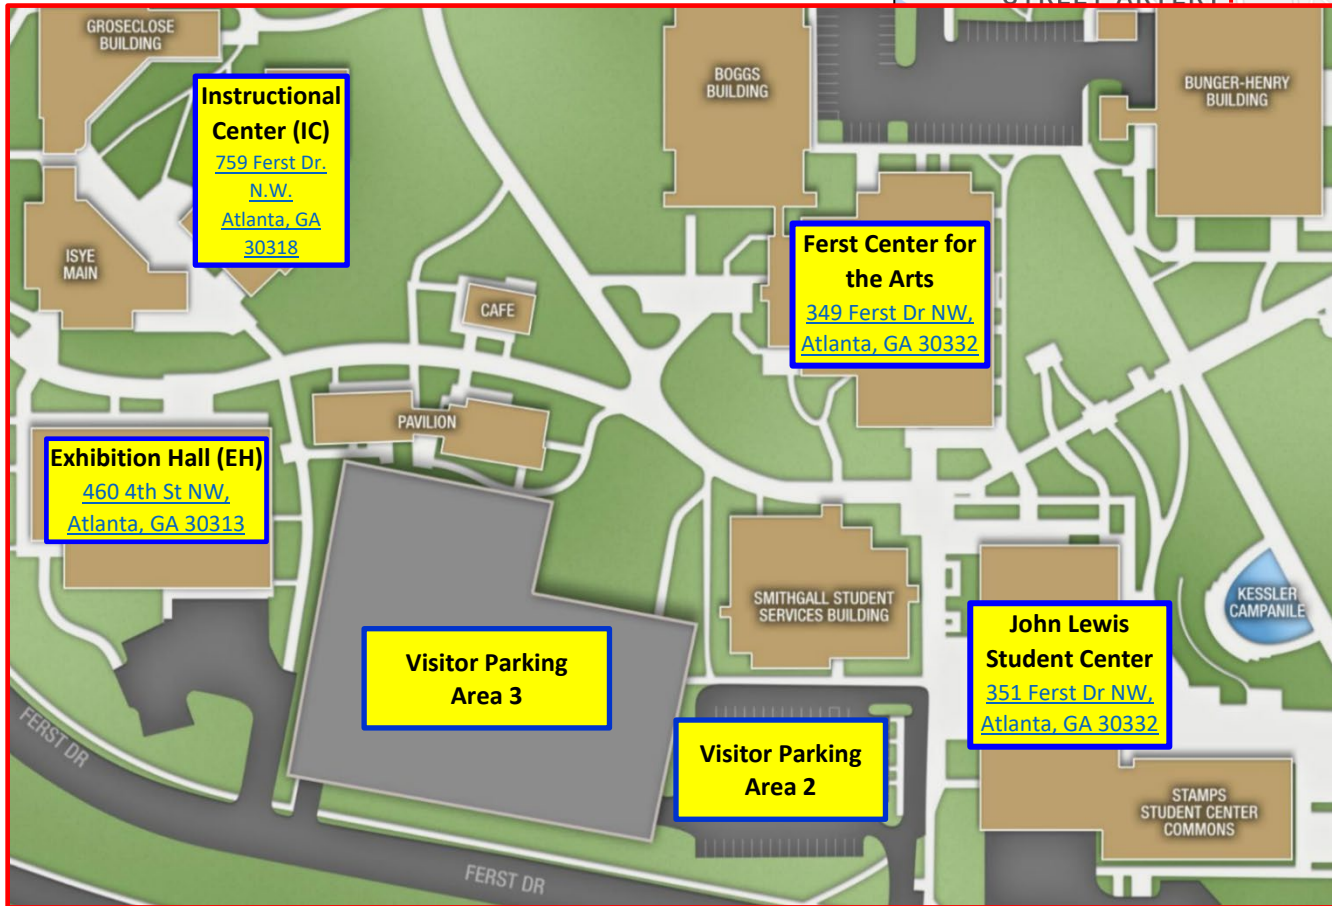 STREET ARTERY
GROSECLOSE
BUILDING
Instructional
Center (IC)
759 Ferst Dr.
N.W.
Atlanta, GA
30318
BOGGS
BUILDING
BUNGER-HENRY
BUILDING
ISYE
MAIN
Ferst Center for
the Arts
349 Ferst Dr NW,
Atlanta, GA 30332
CAFE
PAVILION
Exhibition Hall (EH)
460 4th St NW,
Atlanta, GA 30313
SMITHGALL STUDENT
SERVICES BUILDING
KESSLER
CAMPANILE
John Lewis
Student Center
351 Ferst Dr NW,
Atlanta, GA 30332
Visitor Parking
Area 3
Visitor Parking
Area 2
FERST DR
STAMPS
STUDENT CENTER
COMMONS
FERST DR